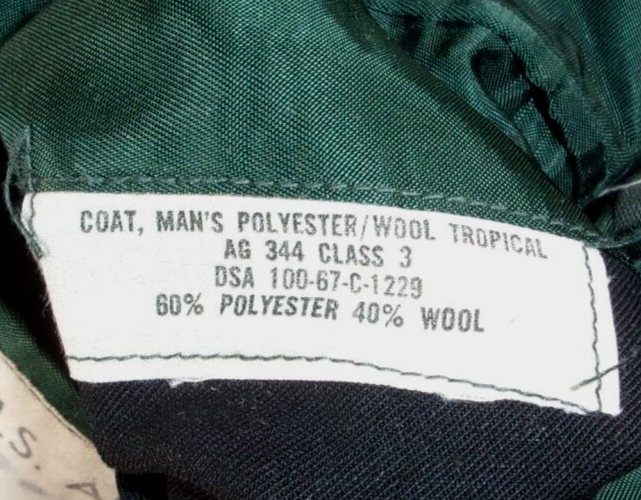 COAT, MAN'S POLYESTER/WOOL TROPICAL
AG 344 CLASS 3
DSA 100-67-C-1229
60% POLYESTER 40% WOOL